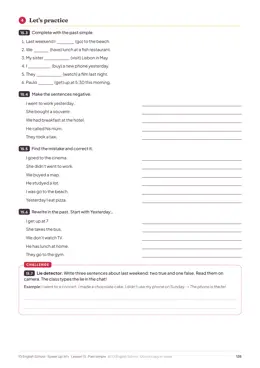 Let's practice
Complete with the past simple
1. Last weekend I ______ (go) to the beach.
2. We ______ (have) lunch at a fish restaurant.
3. My sister ______ (visit) Lisbon in May.
4. I ______ (buy) a new phone yesterday.
5. They ______ (watch) a film last night.
6. Paula ______ (get) up at 5:30 this morning.
Make the sentences negative.
I went to work yesterday.
She bought a souvenir.
We had breakfast at the hotel.
He called his mum.
They took a taxi.
Find the mistake and correct it.
I goed to the cinema.
She didn't went to work.
We buyed a map.
He studyed a lot.
I was go to the beach.
Yesterday I eat pizza.
Rewrite in the past. Start with Yesterday...
I get up at 7.
She takes the bus.
We don't watch TV.
He has lunch at home.
They go to the gym.
CHALLENGE
Lie detector. Write three sentences about last weekend: two true and one false. Read them on
camera. The class types the lie in the chat!
Example: I went to a concert. I made a chocolate cake. I didn't use my phone on Sunday. → The phone is the lie!